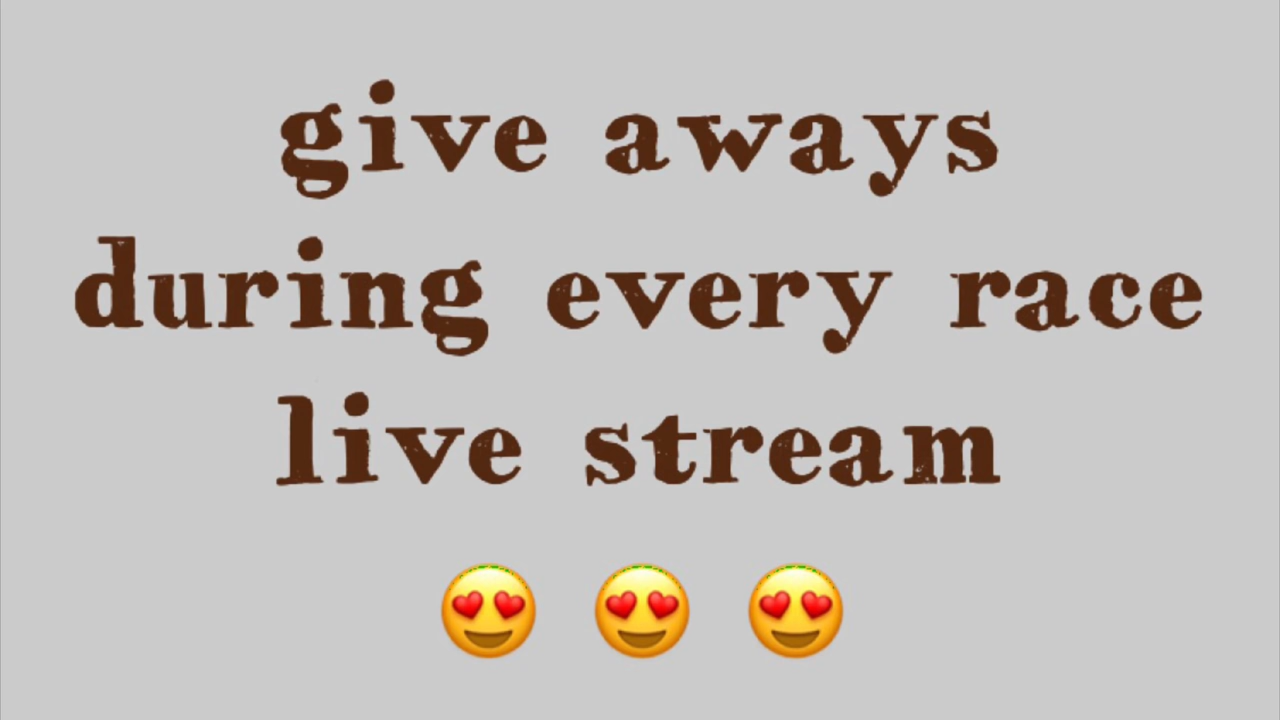 give aways
during every race
live stream
😍 😍 😍